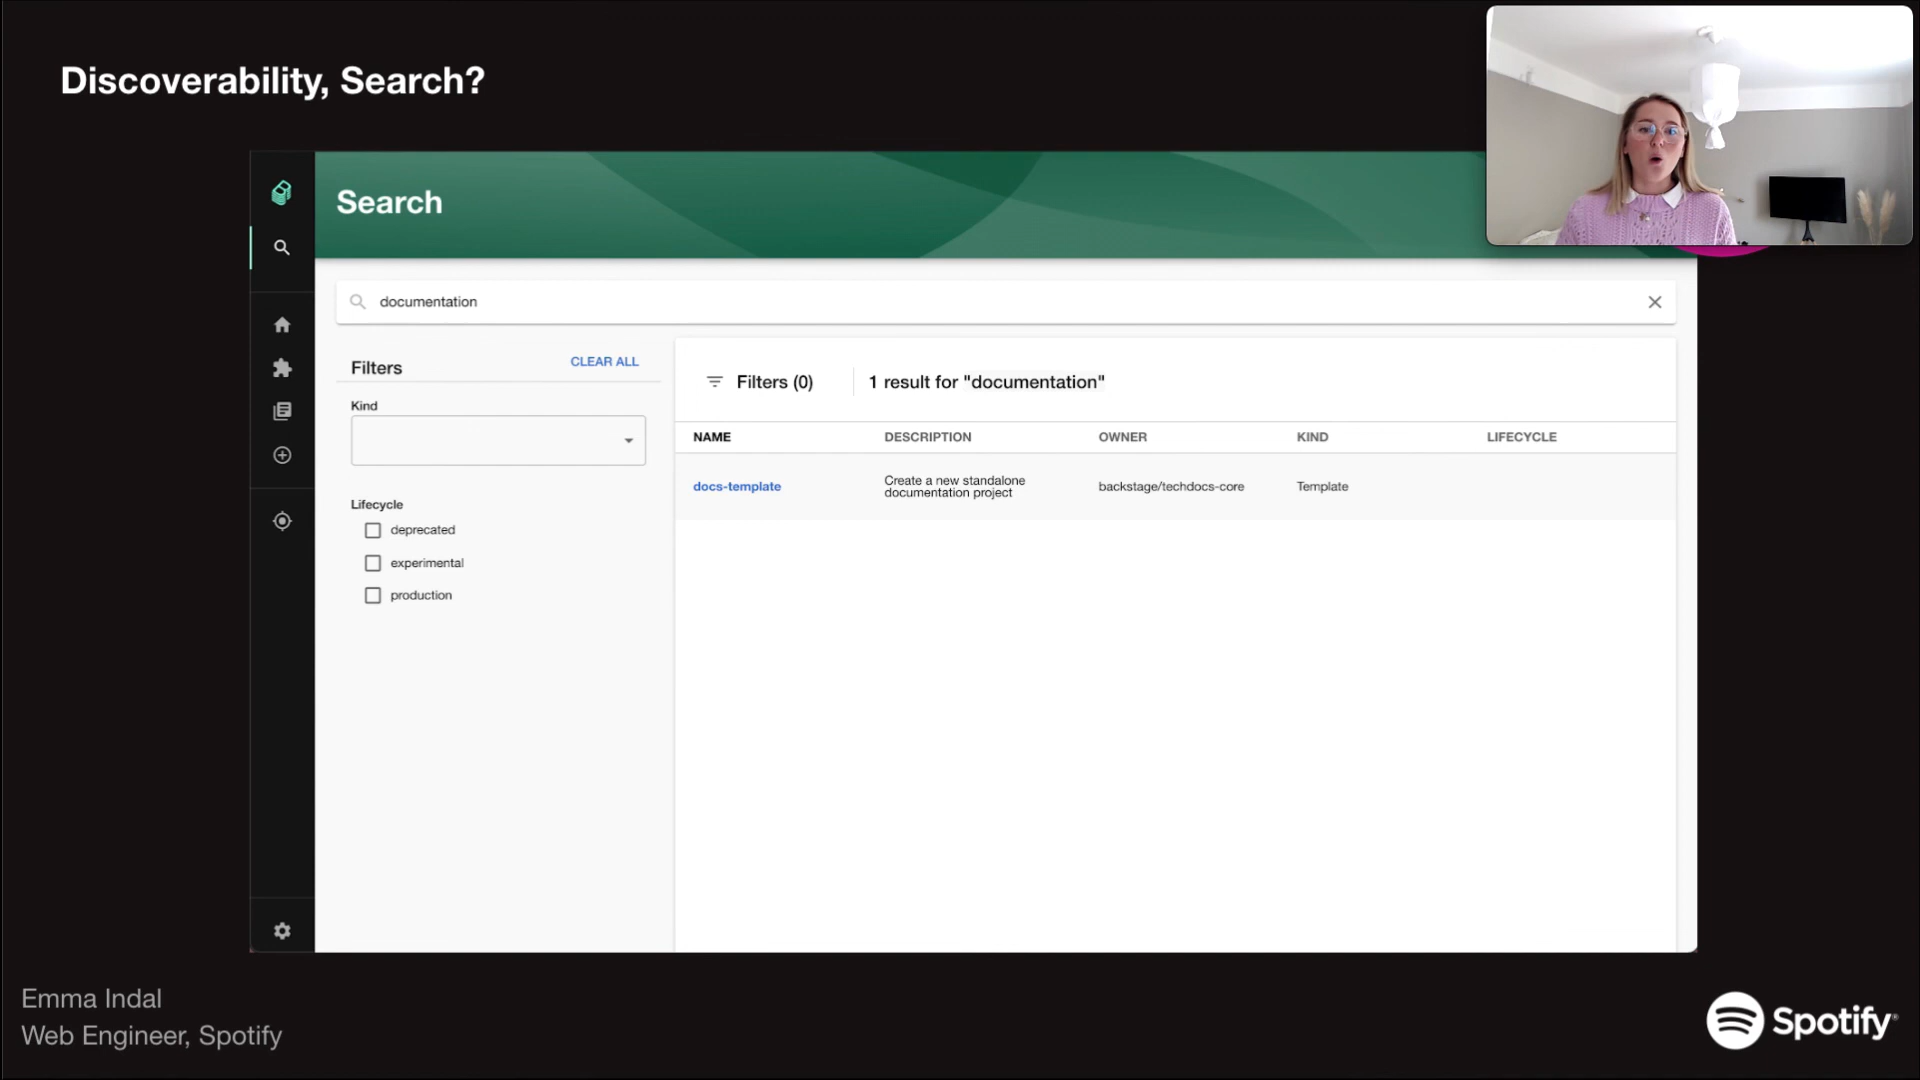 Discoverability, Search?
Search
documentation
Filters
CLEAR ALL
Kind
Lifecycle
deprecated
experimental
production
Filters (0)
1 result for "documentation"
NAME DESCRIPTION OWNER KIND LIFECYCLE
docs-template
Create a new standalone
documentation project
backstage/techdocs-core
Template
Emma Indal
Web Engineer, Spotify
Spotify